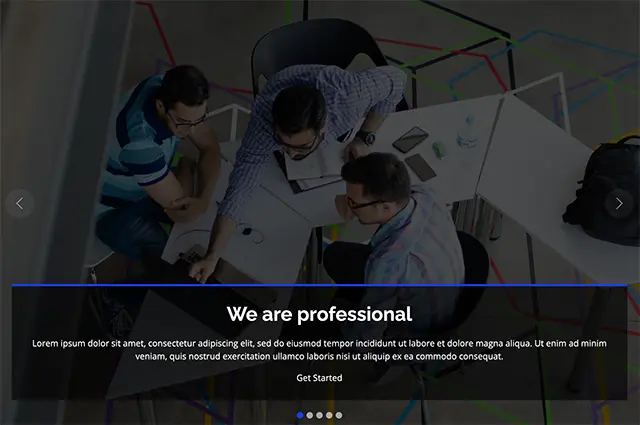 We are professional
Lorem ipsum dolor sit amet, consectetur adipiscing elit, sed do eiusmod tempor incididunt ut labore et dolore magna aliqua. Ut enim ad minim
veniam, quis nostrud exercitation ullamco laboris nisi ut aliquip ex ea commodo consequat.
Get Started